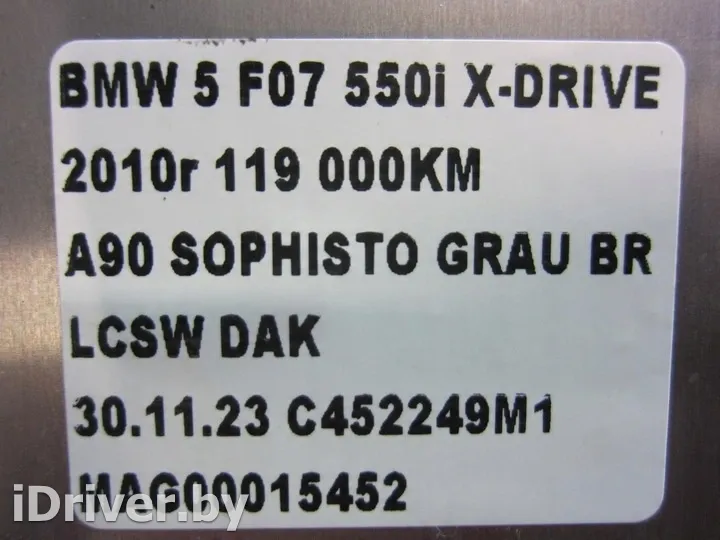 BMW 5 F07 550i X-DRIVE
2010r 119 000KM
A90 SOPHISTO GRAU BR
LCSW DAK
30.11.23 C452249M1
MAG00015452
iDriver.by